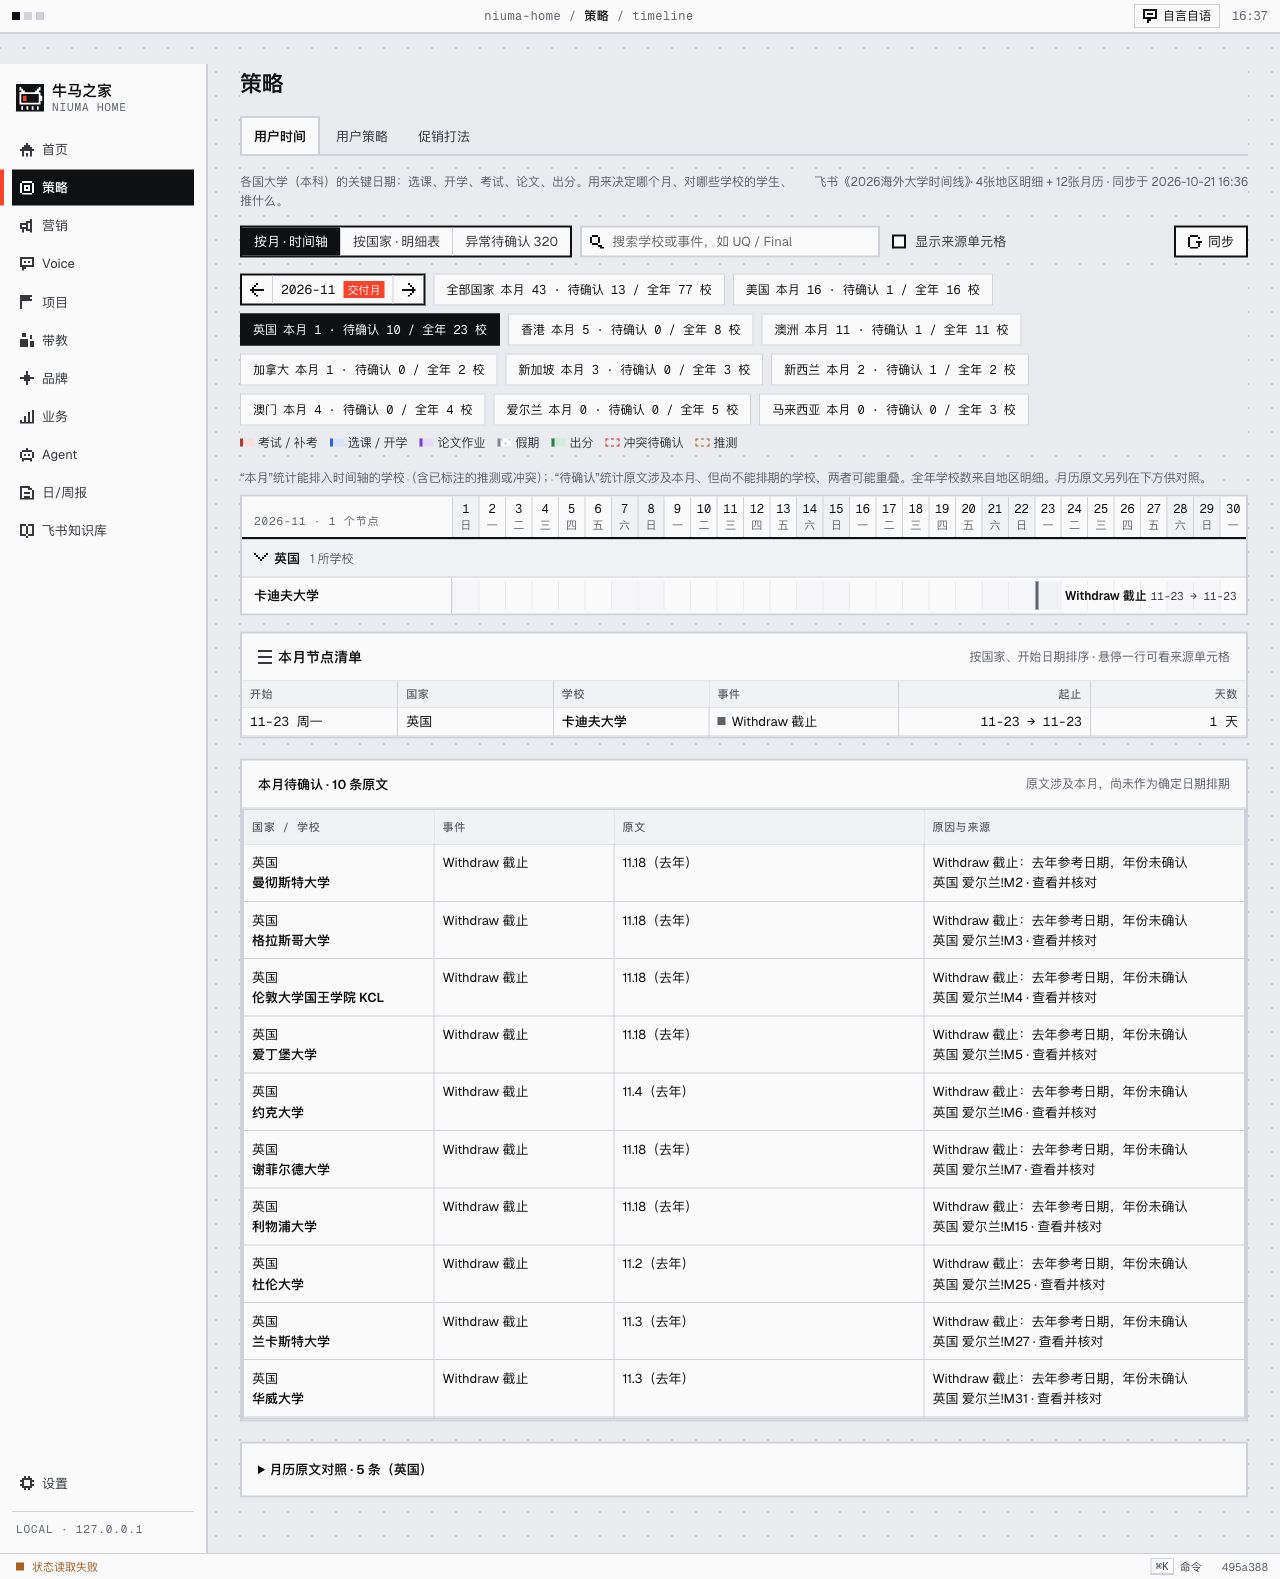 niuma-home / 策略 / timeline
自言自语 16:37
牛马之家
NIUMA HOME
首页
策略
营销
Voice
项目
带教
品牌
业务
Agent
日/周报
飞书知识库
设置
LOCAL · 127.0.0.1
策略
用户时间 用户策略 促销打法
各国大学（本科）的关键日期：选课、开学、考试、论文、出分。用来决定哪个月、对哪些学校的学生、推什么。
飞书《2026海外大学时间线》· 4张地区明细 + 12张月历 · 同步于 2026-10-21 16:36
按月 · 时间轴 按国家 · 明细表 异常待确认 320 搜索学校或事件，如 UQ / Final 显示来源单元格 同步
← 2026-11 交付月 → 全部国家 本月 43 · 待确认 13 / 全年 77 校 美国 本月 16 · 待确认 1 / 全年 16 校
英国 本月 1 · 待确认 10 / 全年 23 校 香港 本月 5 · 待确认 0 / 全年 8 校 澳洲 本月 11 · 待确认 1 / 全年 11 校
加拿大 本月 1 · 待确认 0 / 全年 2 校 新加坡 本月 3 · 待确认 0 / 全年 3 校 新西兰 本月 2 · 待确认 1 / 全年 2 校
澳门 本月 4 · 待确认 0 / 全年 4 校 爱尔兰 本月 0 · 待确认 0 / 全年 5 校 马来西亚 本月 0 · 待确认 0 / 全年 3 校
考试 / 补考 选课 / 开学 论文作业 假期 出分 冲突待确认 推测
“本月”统计能排入时间轴的学校（含已标注的推测或冲突）；“待确认”统计原文涉及本月、但尚不能排期的学校，两者可能重叠。全年学校数来自地区明细。月历原文另列在下方供对照。
2026-11 · 1 个节点
1 2 3 4 5 6 7 8 9 10 11 12 13 14 15 16 17 18 19 20 21 22 23 24 25 26 27 28 29 30
日 一 二 三 四 五 六 日 一 二 三 四 五 六 日 一 二 三 四 五 六 日 一 二 三 四 五 六 日 一
英国 1 所学校
卡迪夫大学 Withdraw 截止 11-23 → 11-23
本月节点清单 按国家、开始日期排序 · 悬停一行可看来源单元格
开始 国家 学校 事件 起止 天数
11-23 周一 英国 卡迪夫大学 Withdraw 截止 11-23 → 11-23 1 天
本月待确认 · 10 条原文 原文涉及本月，尚未作为确定日期排期
国家 / 学校 事件 原文 原因与来源
英国 Withdraw 截止 11.18（去年） Withdraw 截止：去年参考日期，年份未确认
曼彻斯特大学 英国 爱尔兰!M2 · 查看并核对
英国 Withdraw 截止 11.18（去年） Withdraw 截止：去年参考日期，年份未确认
格拉斯哥大学 英国 爱尔兰!M3 · 查看并核对
英国 Withdraw 截止 11.18（去年） Withdraw 截止：去年参考日期，年份未确认
伦敦大学国王学院 KCL 英国 爱尔兰!M4 · 查看并核对
英国 Withdraw 截止 11.18（去年） Withdraw 截止：去年参考日期，年份未确认
爱丁堡大学 英国 爱尔兰!M5 · 查看并核对
英国 Withdraw 截止 11.4（去年） Withdraw 截止：去年参考日期，年份未确认
约克大学 英国 爱尔兰!M6 · 查看并核对
英国 Withdraw 截止 11.18（去年） Withdraw 截止：去年参考日期，年份未确认
谢菲尔德大学 英国 爱尔兰!M7 · 查看并核对
英国 Withdraw 截止 11.18（去年） Withdraw 截止：去年参考日期，年份未确认
利物浦大学 英国 爱尔兰!M15 · 查看并核对
英国 Withdraw 截止 11.2（去年） Withdraw 截止：去年参考日期，年份未确认
杜伦大学 英国 爱尔兰!M25 · 查看并核对
英国 Withdraw 截止 11.3（去年） Withdraw 截止：去年参考日期，年份未确认
兰卡斯特大学 英国 爱尔兰!M27 · 查看并核对
英国 Withdraw 截止 11.3（去年） Withdraw 截止：去年参考日期，年份未确认
华威大学 英国 爱尔兰!M31 · 查看并核对
月历原文对照 · 5 条（英国）
状态读取失败 ⌘K 命令 495a388